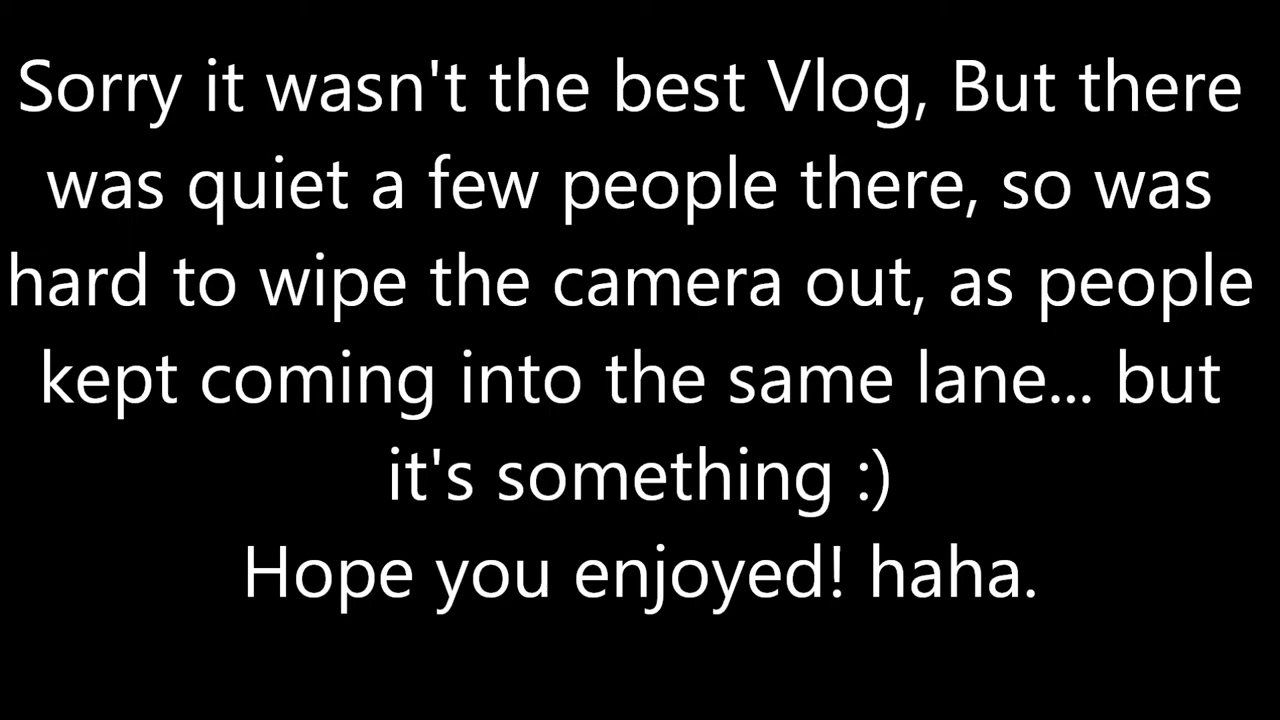 Sorry it wasn't the best Vlog, But there
was quiet a few people there, so was
hard to wipe the camera out, as people
kept coming into the same lane... but
it's something :)
Hope you enjoyed! haha.